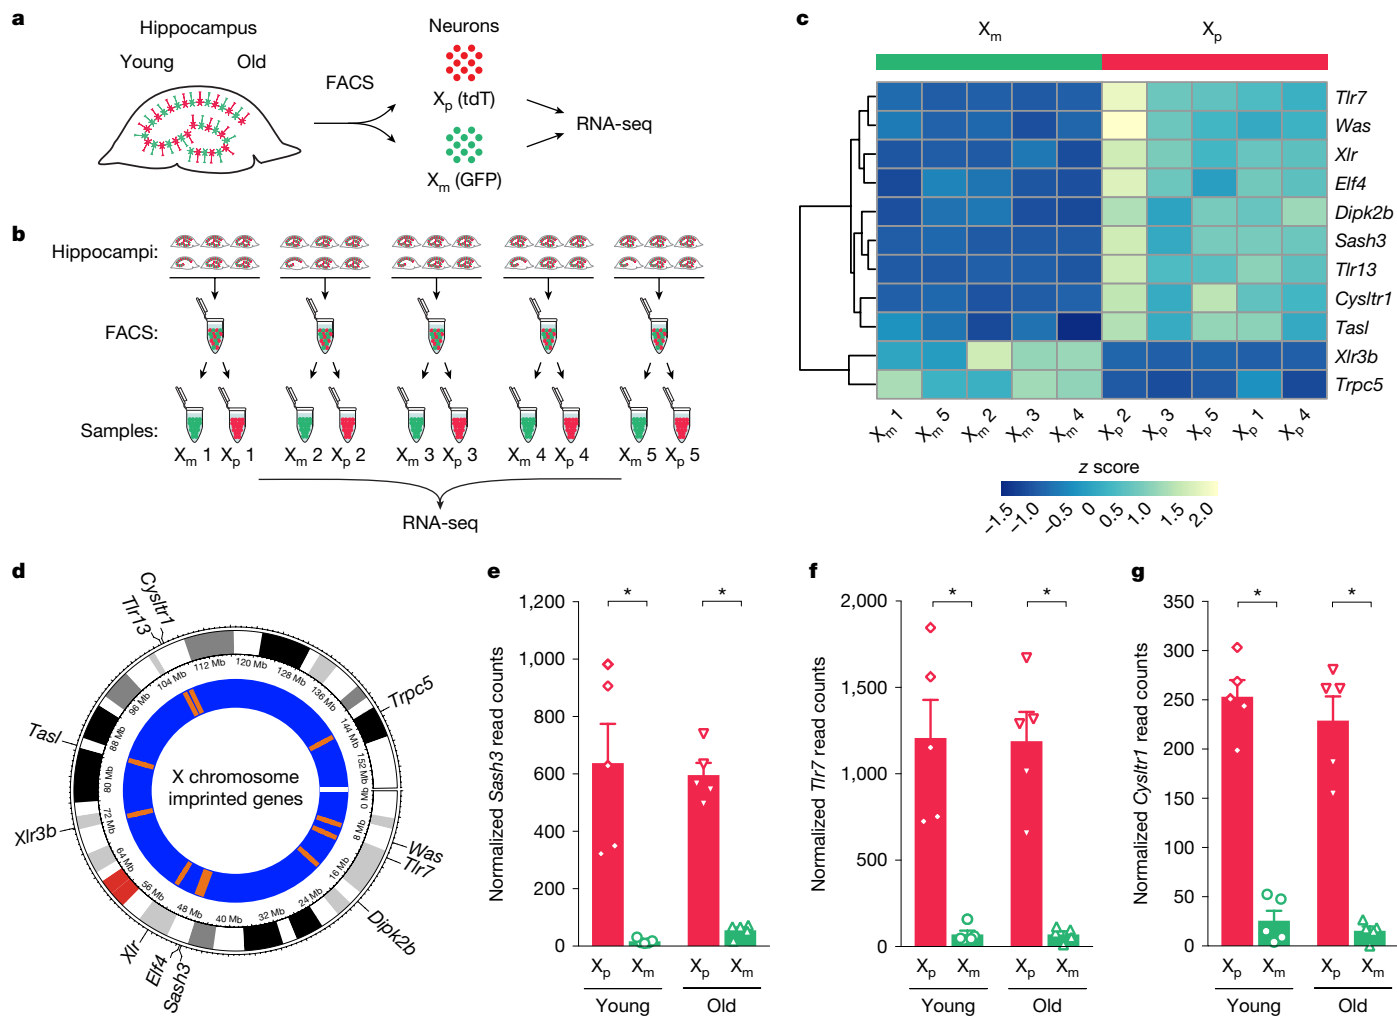 a
Hippocampus
Young Old
FACS
Neurons
Xp (tdT)
Xm (GFP)
RNA-seq
b
Hippocampi:
FACS:
Samples:
Xm 1 Xp 1 Xm 2 Xp 2 Xm 3 Xp 3 Xm 4 Xp 4 Xm 5 Xp 5
RNA-seq
c
Xm Xp
Tlr7
Was
Xlr
Elf4
Dipk2b
Sash3
Tlr13
Cysltr1
Tasl
Xlr3b
Trpc5
Xm 1 Xm 5 Xm 2 Xm 3 Xm 4 Xp 2 Xp 3 Xp 5 Xp 1 Xp 4
z score
−1.5 −1.0 −0.5 0 0.5 1.0 1.5 2.0
d
X chromosome
imprinted genes
0 Mb
8 Mb
16 Mb
24 Mb
32 Mb
40 Mb
48 Mb
56 Mb
64 Mb
72 Mb
80 Mb
88 Mb
96 Mb
104 Mb
112 Mb
120 Mb
128 Mb
136 Mb
144 Mb
152 Mb
Was
Tlr7
Dipk2b
Sash3
Elf4
Xlr
Xlr3b
Tasl
Tlr13
Cysltr1
Trpc5
e
Normalized Sash3 read counts
1,200
1,000
800
600
400
200
0
* *
Xp Xm Xp Xm
Young Old
f
Normalized Tlr7 read counts
2,000
1,500
1,000
500
0
* *
Xp Xm Xp Xm
Young Old
g
Normalized Cysltr1 read counts
350
300
250
200
150
100
50
0
* *
Xp Xm Xp Xm
Young Old